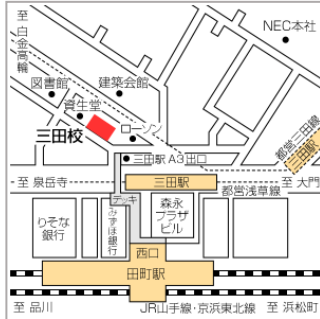 至白金高輪
NEC本社
図書館
建築会館
資生堂
三田校
ローソン
都営三田線
三田駅
三田駅A3出口
至 泉岳寺
三田駅
至 大門
都営浅草線
デッキ
りそな
銀行
みずほ銀行
森永
プラザ
ビル
西口
田町駅
至 品川
JR山手線・京浜東北線
至 浜松町